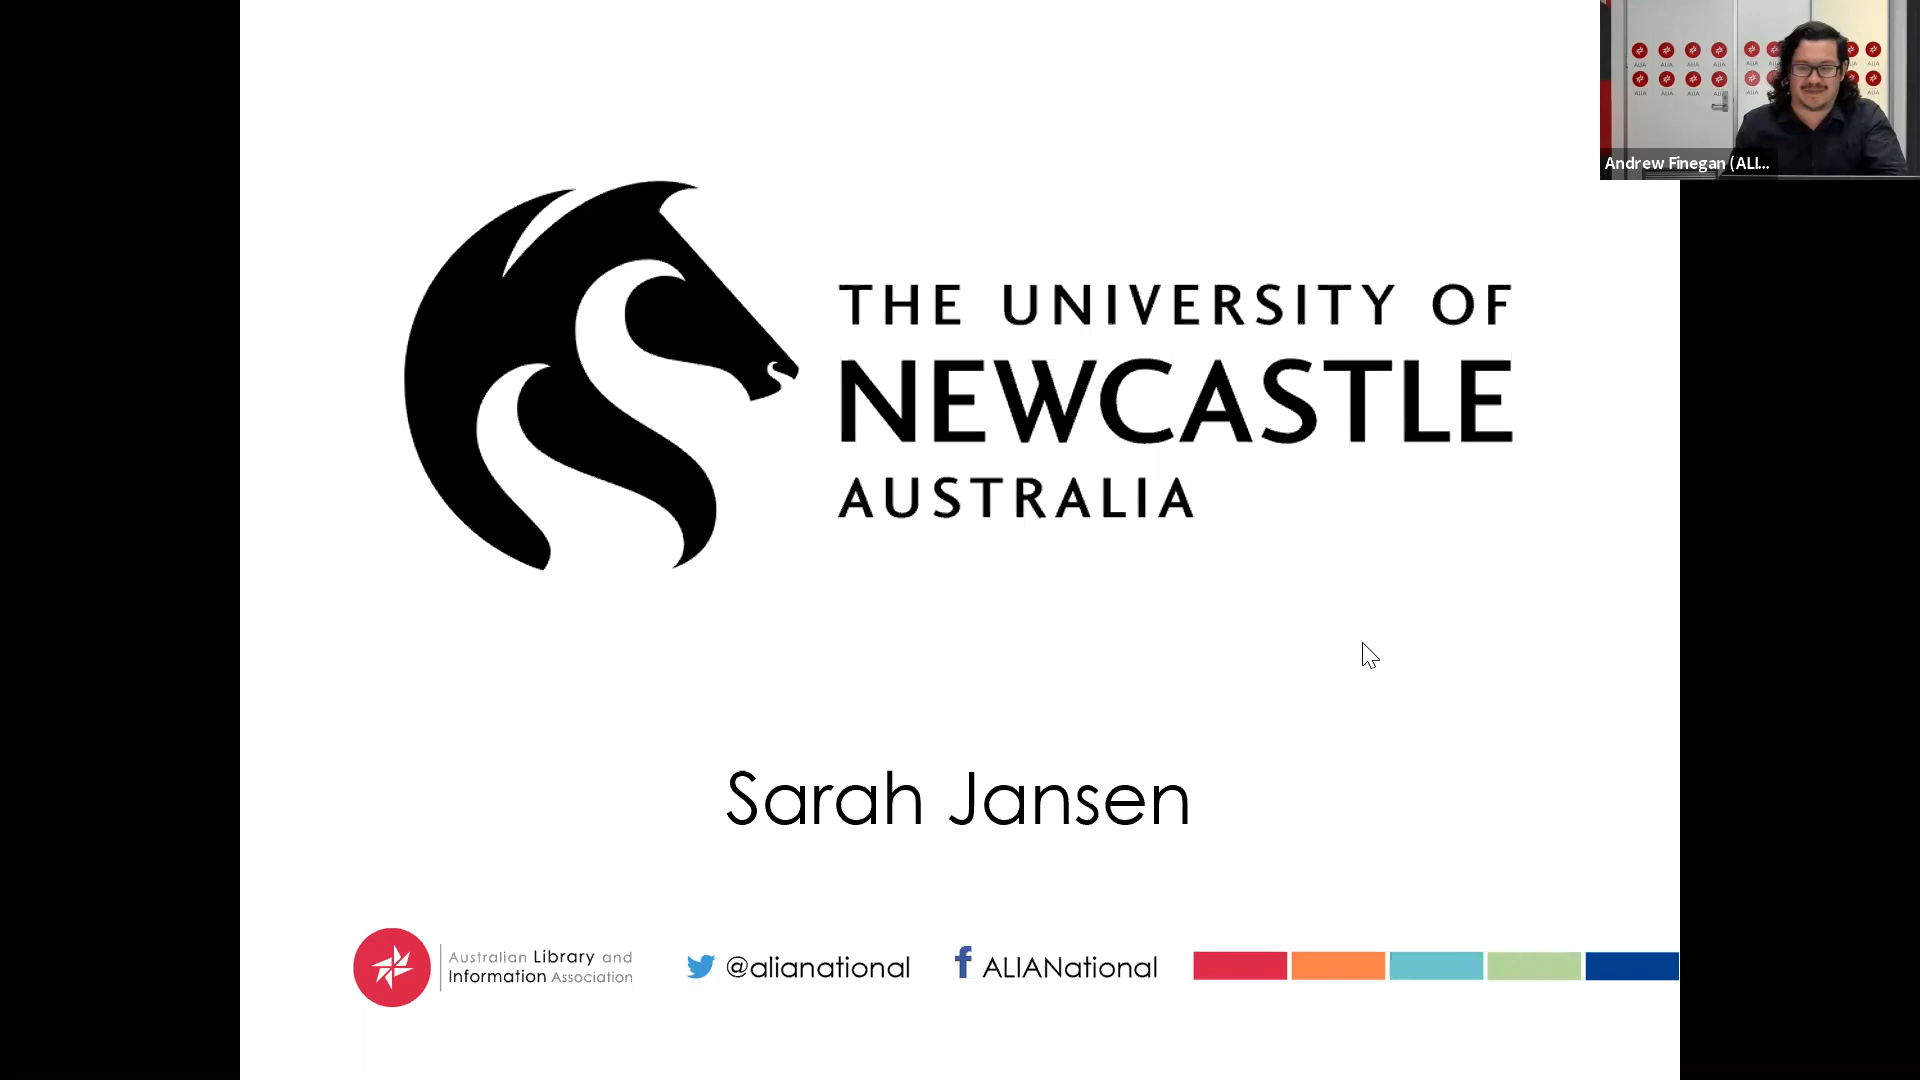 THE UNIVERSITY OF
NEWCASTLE
AUSTRALIA
Andrew Finegan (ALI...
Sarah Jansen
Australian Library and
Information Association
@alianational
ALIANational